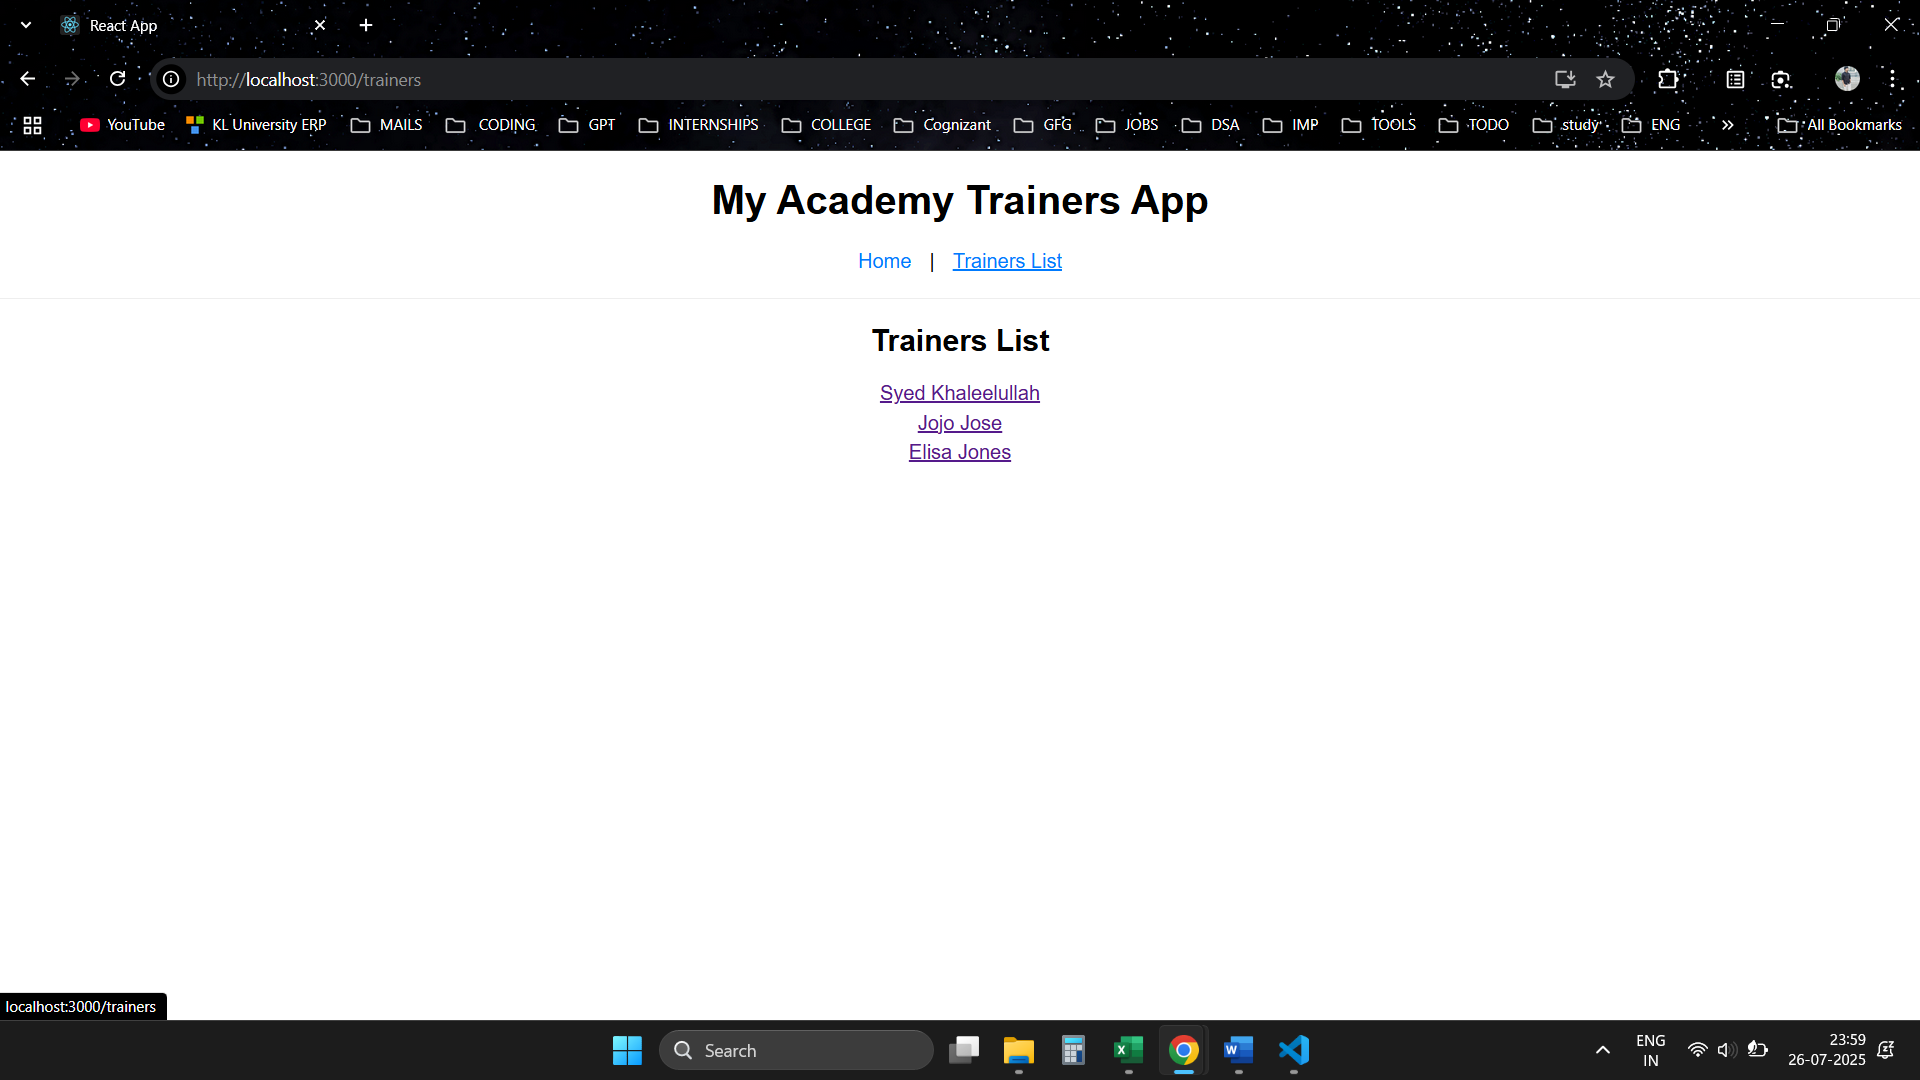 React App
http://localhost:3000/trainers
YouTube KL University ERP MAILS CODING GPT INTERNSHIPS COLLEGE Cognizant GFG JOBS DSA IMP TOOLS TODO study ENG » All Bookmarks
My Academy Trainers App
Home | Trainers List
Trainers List
Syed Khaleelullah
Jojo Jose
Elisa Jones
localhost:3000/trainers
Search
ENG
IN
23:59
26-07-2025